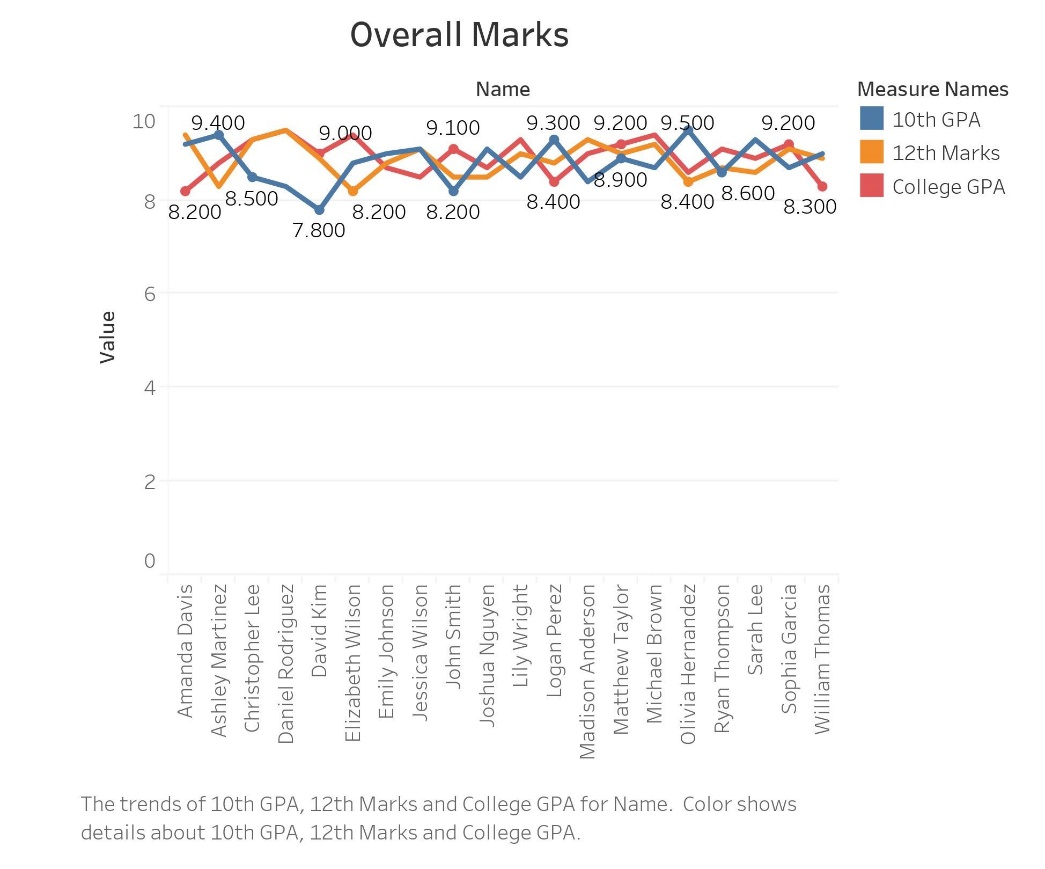 Overall Marks
Name
Measure Names
10th GPA
12th Marks
College GPA
Value
10
8
6
4
2
0
9.400
9.000
9.100
9.300
9.200
9.500
9.200
8.200
8.500
7.800
8.200
8.200
8.400
8.900
8.400
8.600
8.300
Amanda Davis
Ashley Martinez
Christopher Lee
Daniel Rodriguez
David Kim
Elizabeth Wilson
Emily Johnson
Jessica Wilson
John Smith
Joshua Nguyen
Lily Wright
Logan Perez
Madison Anderson
Matthew Taylor
Michael Brown
Olivia Hernandez
Ryan Thompson
Sarah Lee
Sophia Garcia
William Thomas
The trends of 10th GPA, 12th Marks and College GPA for Name.  Color shows
details about 10th GPA, 12th Marks and College GPA.